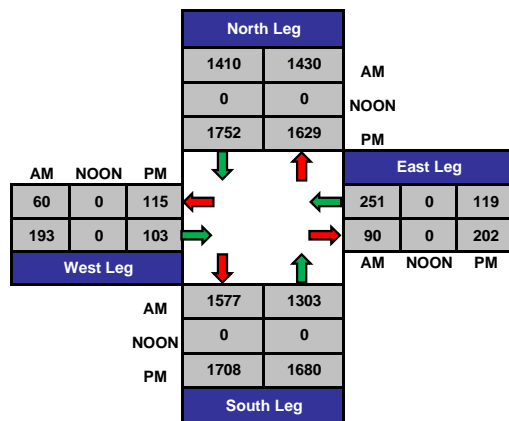 North Leg
1410 1430 AM
0 0 NOON
1752 1629 PM
AM NOON PM East Leg
60 115 251 0 119
0
193 0 103 90 0 202
West Leg AM NOON PM
AM 1577 1303
NOON 0 0
PM 1708 1680
South Leg